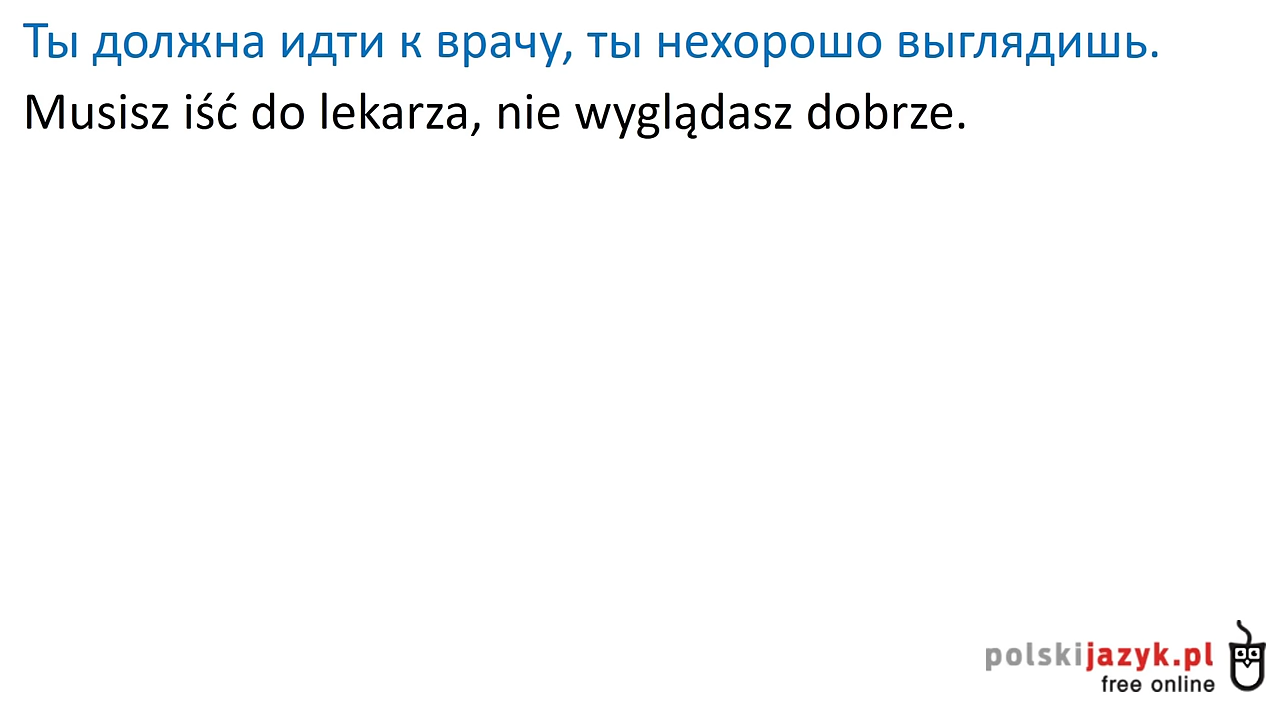 Ты должна идти к врачу, ты нехорошо выглядишь.
Musisz iść do lekarza, nie wyglądasz dobrze.
polskijazyk.pl
free online